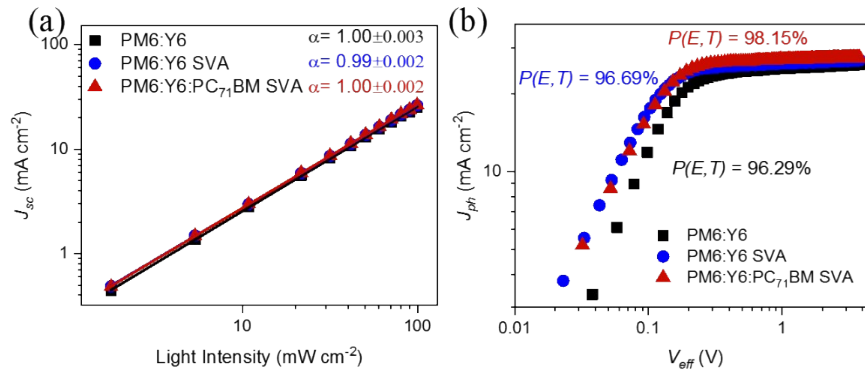 (a)
PM6:Y6
α= 1.00±0.003
PM6:Y6 SVA
α= 0.99±0.002
PM6:Y6:PC₇₁BM SVA
α= 1.00±0.002
100
10
1
Jsc (mA cm⁻²)
10
100
Light Intensity (mW cm⁻²)
(b)
P(E,T) = 98.15%
P(E,T) = 96.69%
P(E,T) = 96.29%
10
Jph (mA cm⁻²)
PM6:Y6
PM6:Y6 SVA
PM6:Y6:PC₇₁BM SVA
0.01
0.1
1
Veff (V)